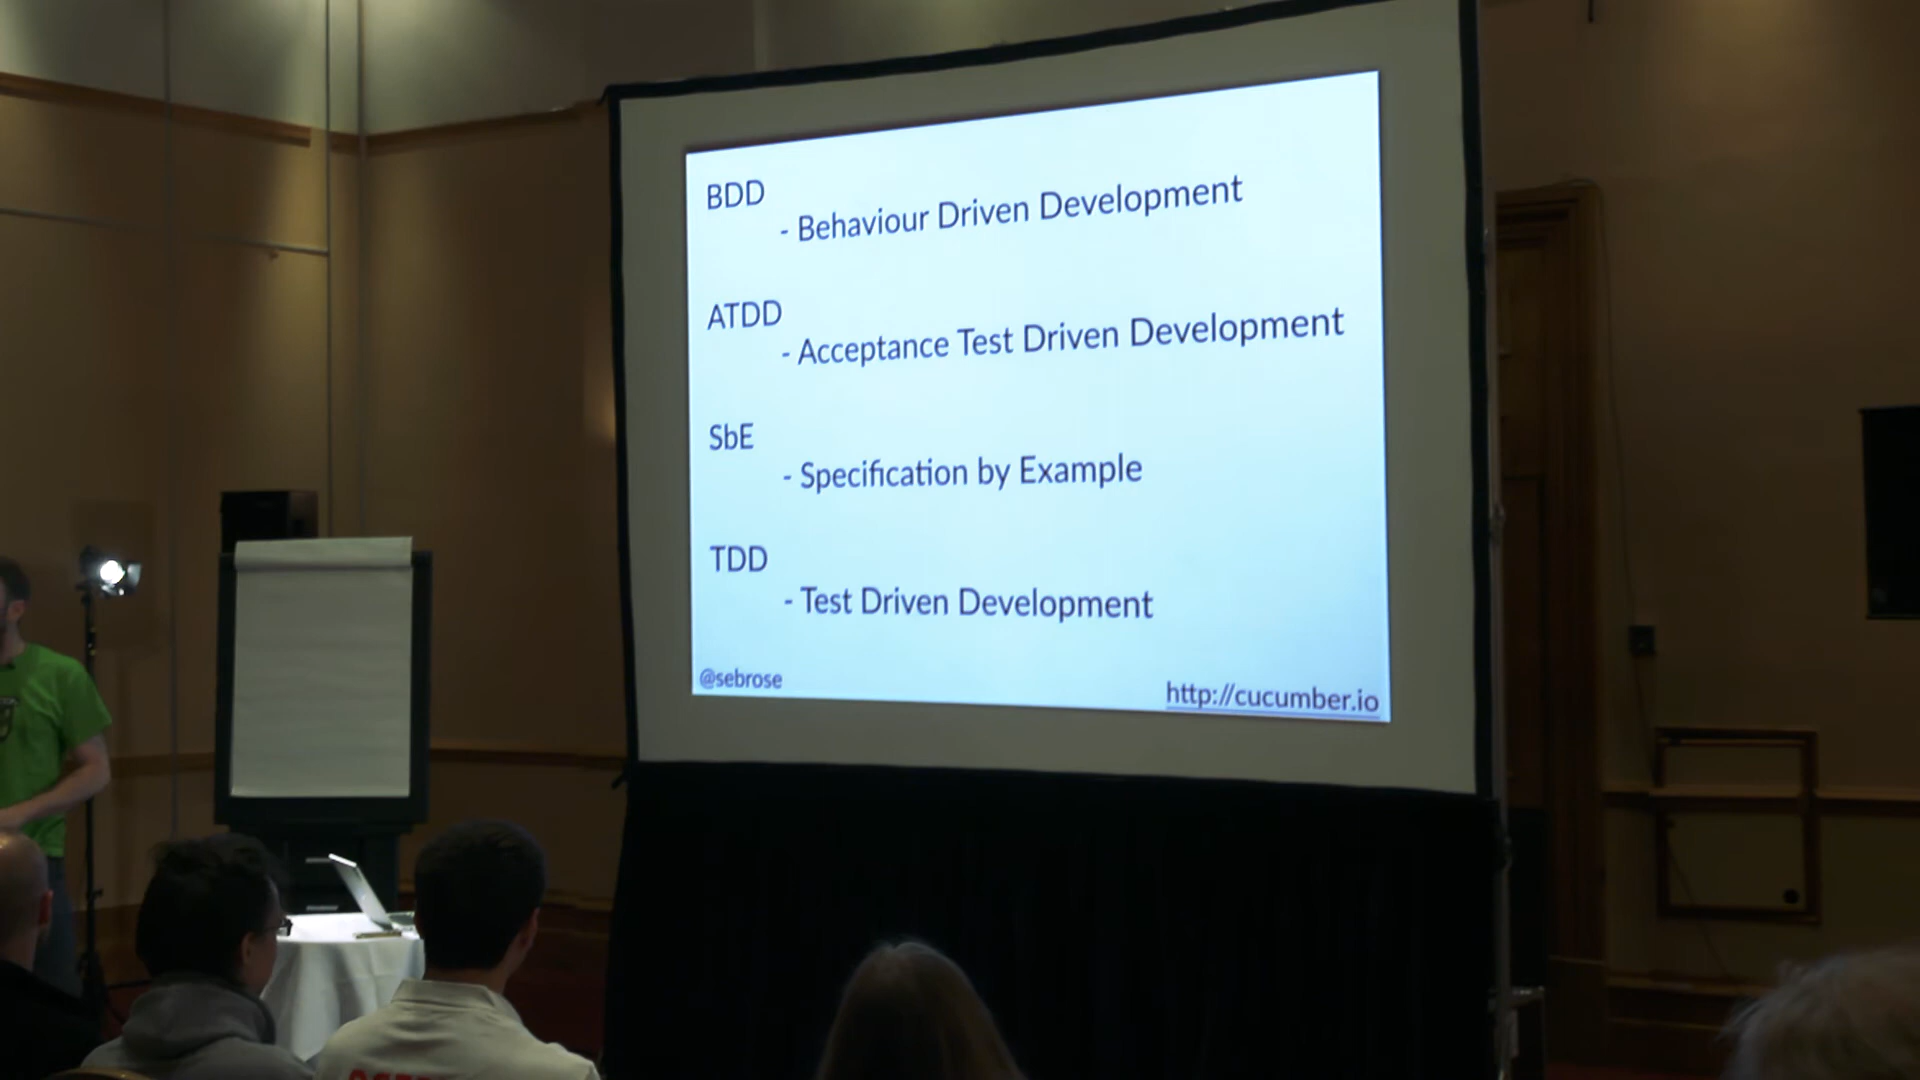 BDD
- Behaviour Driven Development
ATDD
- Acceptance Test Driven Development
SbE
- Specification by Example
TDD
- Test Driven Development
@sebrose
http://cucumber.io